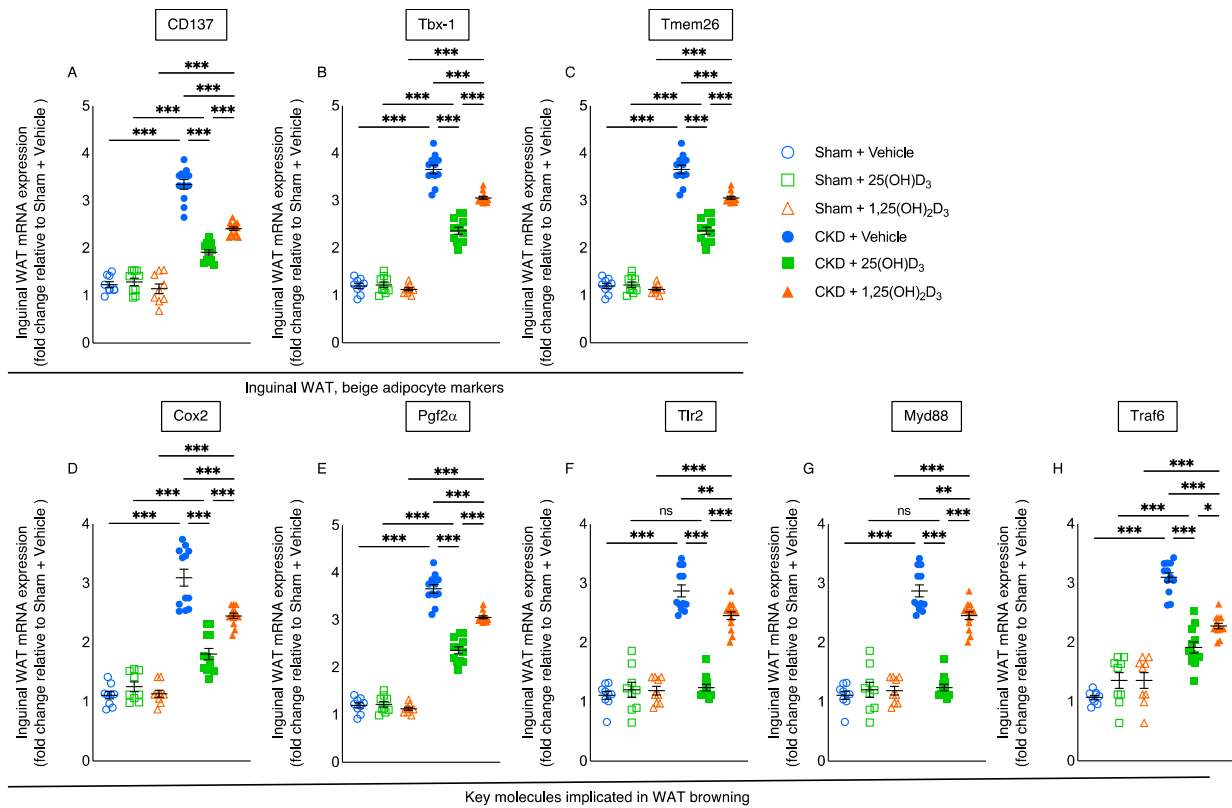 CD137
Tbx-1
Tmem26
A
B
C
Inguinal WAT mRNA expression
(fold change relative to Sham + Vehicle )
5
4
3
2
1
0
***
***
***
***
***
***
Inguinal WAT mRNA expression
(fold change relative to Sham + Vehicle )
5
4
3
2
1
0
***
***
***
***
***
***
Inguinal WAT mRNA expression
(fold change relative to Sham + Vehicle )
5
4
3
2
1
0
***
***
***
***
***
***
Sham + Vehicle
Sham + 25(OH)D₃
Sham + 1,25(OH)₂D₃
CKD + Vehicle
CKD + 25(OH)D₃
CKD + 1,25(OH)₂D₃
Inguinal WAT, beige adipocyte markers
Cox2
Pgf2α
Tlr2
Myd88
Traf6
D
E
F
G
H
Inguinal WAT mRNA expression
(fold change relative to Sham + Vehicle )
4
3
2
1
0
***
***
***
***
***
***
Inguinal WAT mRNA expression
(fold change relative to Sham + Vehicle )
5
4
3
2
1
0
***
***
***
***
***
***
Inguinal WAT mRNA expression
(fold change relative to Sham + Vehicle )
4
3
2
1
0
***
**
ns
***
***
***
Inguinal WAT mRNA expression
(fold change relative to Sham + Vehicle )
4
3
2
1
0
***
**
ns
***
***
***
Inguinal WAT mRNA expression
(fold change relative to Sham + Vehicle )
4
3
2
1
0
***
***
***
*
***
***
Key molecules implicated in WAT browning